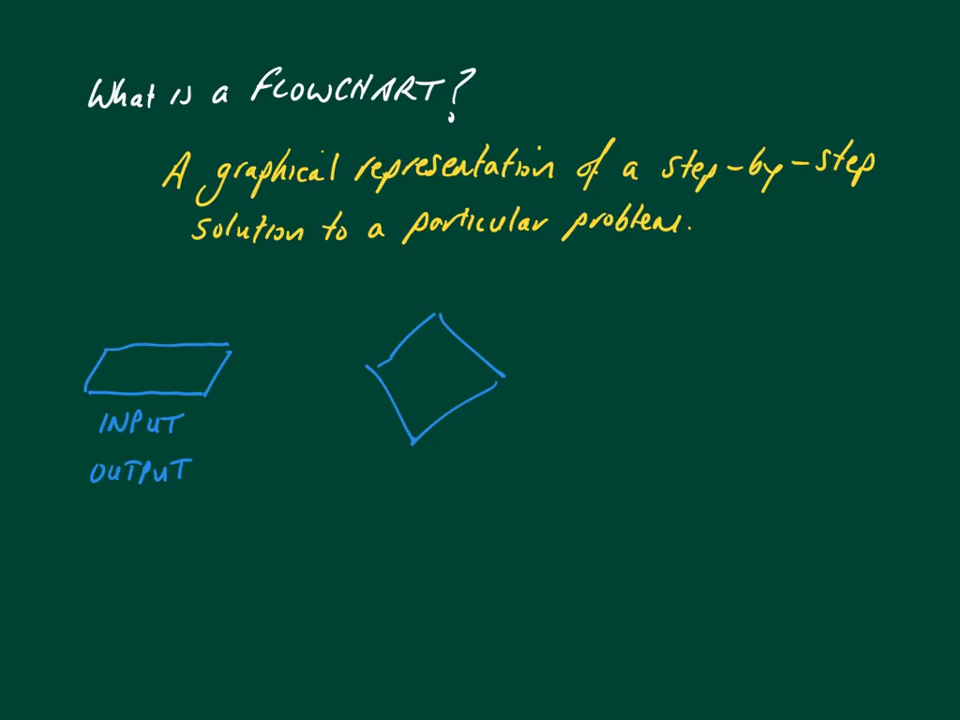 What is a FLOWCHART?
A graphical representation of a step-by-step
solution to a particular problem.
INPUT
OUTPUT